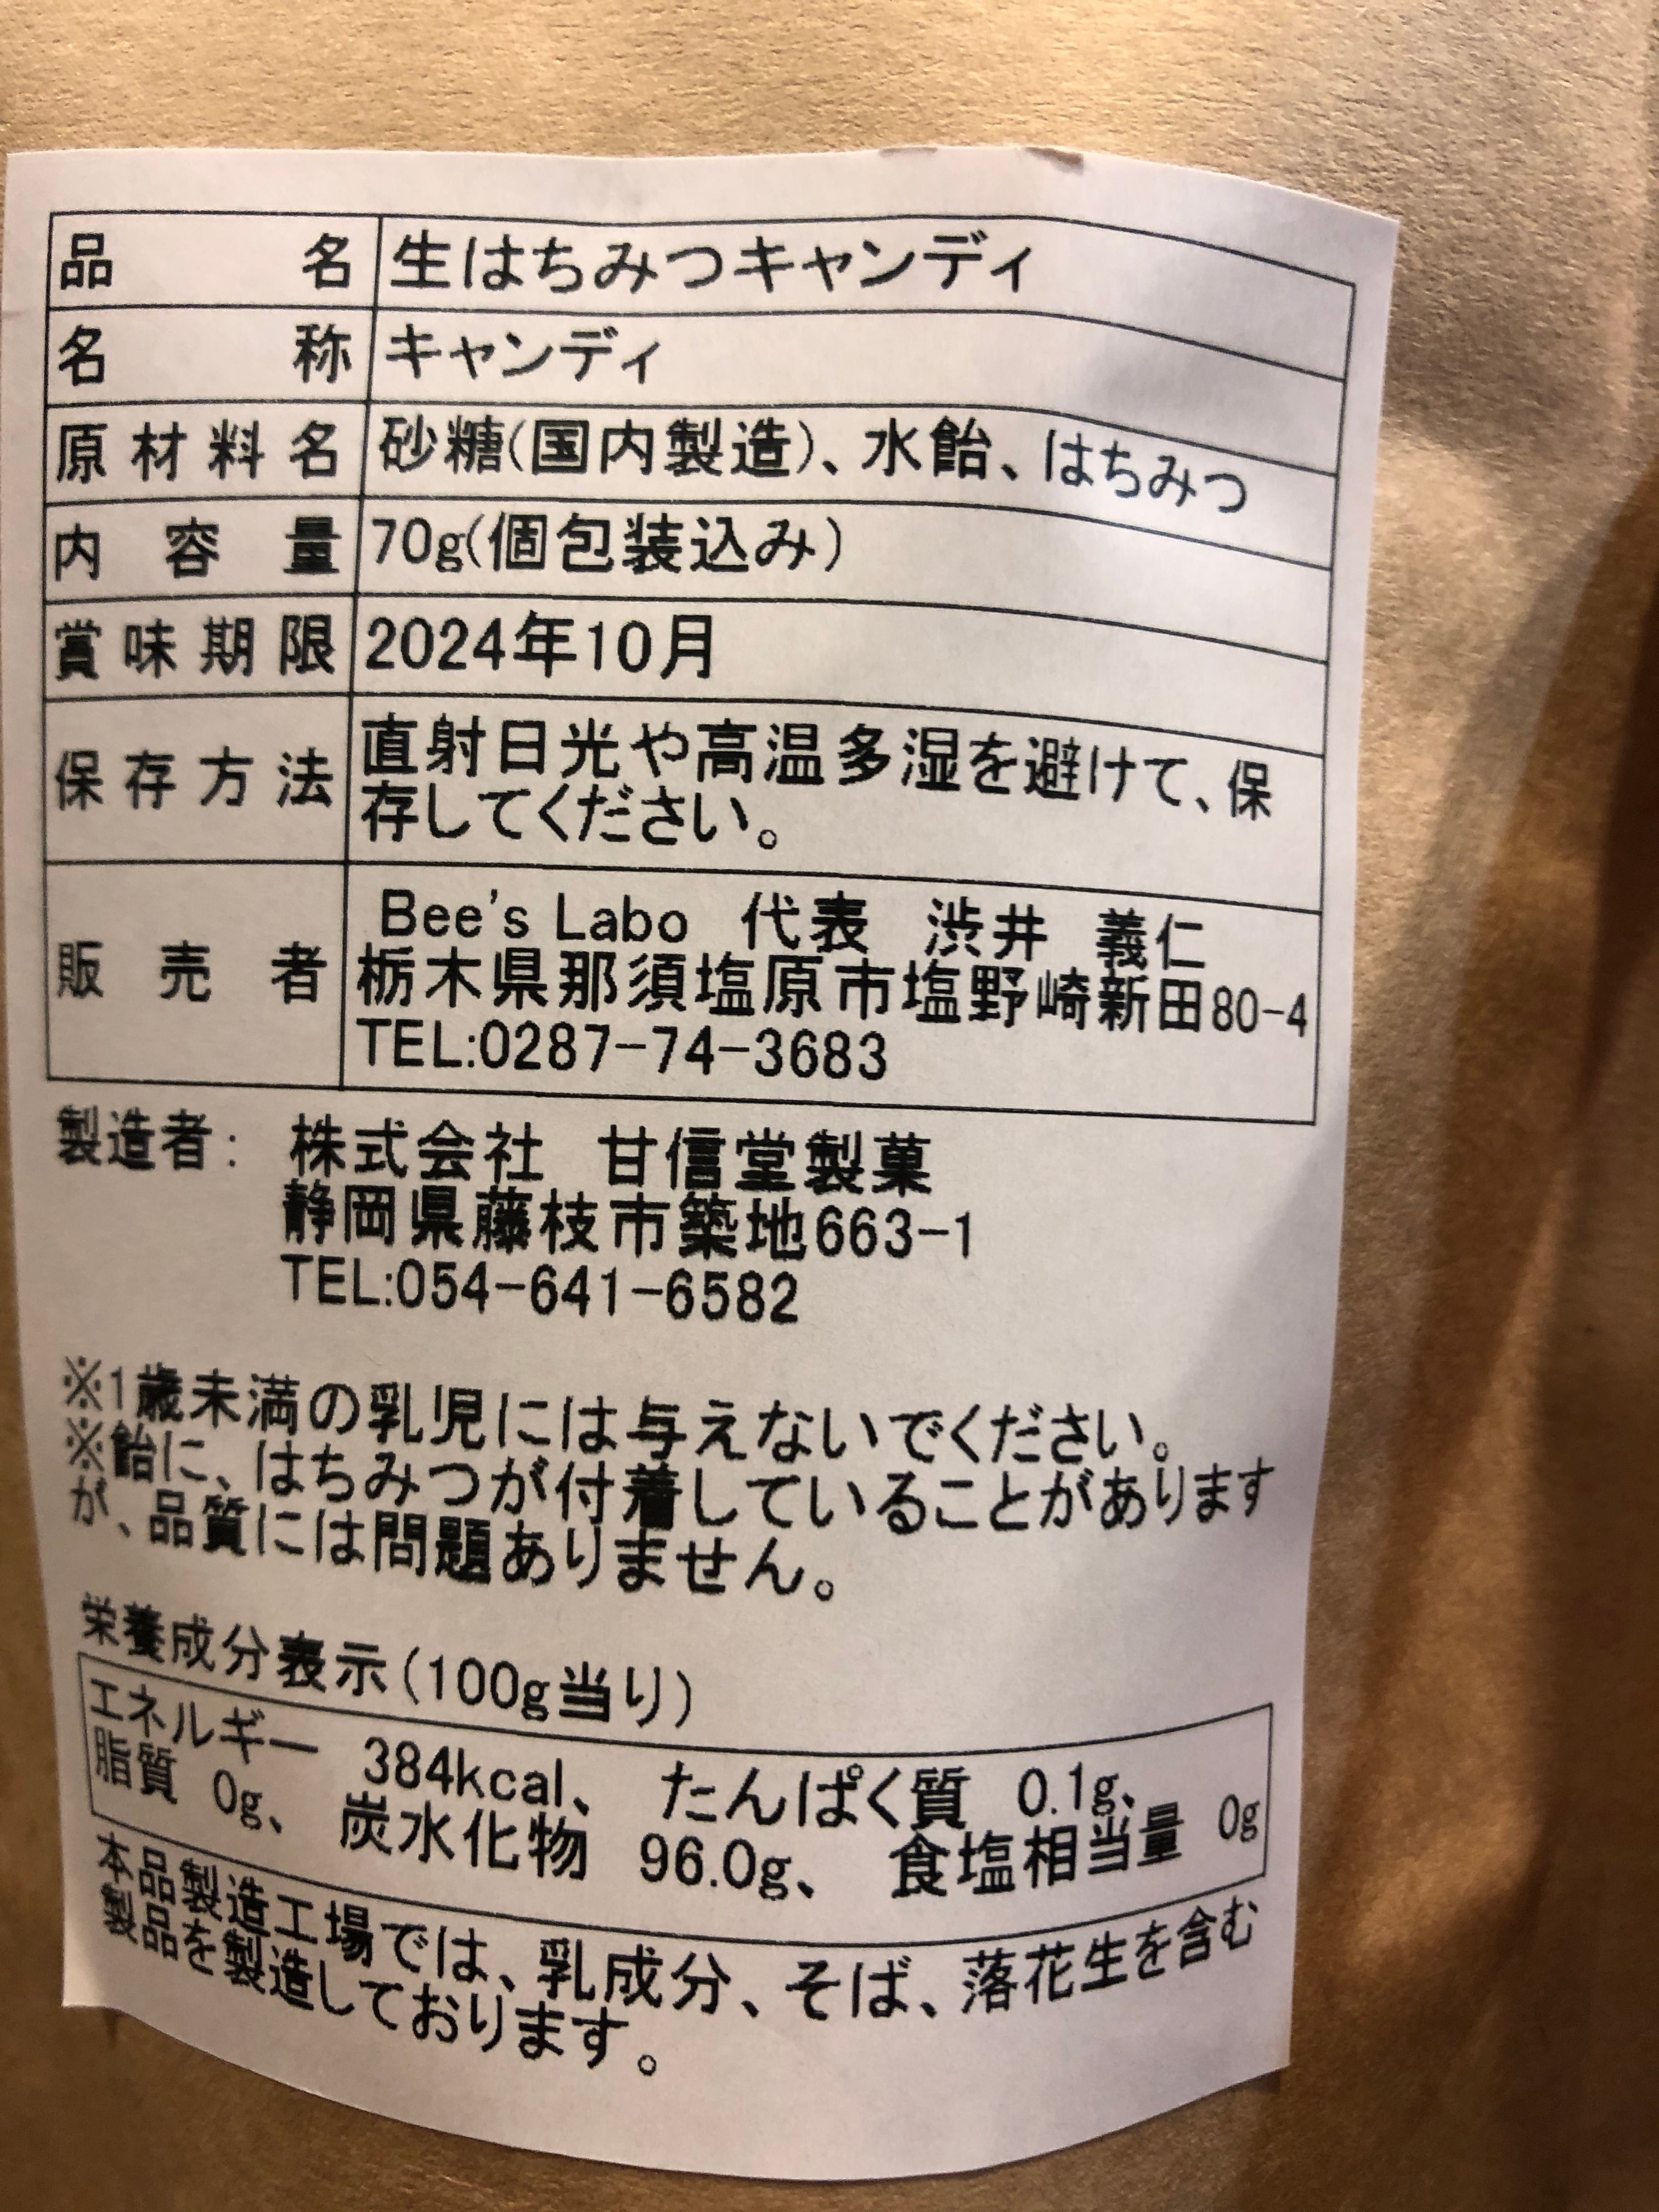 品名 生はちみつキャンディ
名称 キャンディ
原材料名 砂糖(国内製造)、水飴、はちみつ
内容量 70g(個包装込み)
賞味期限 2024年10月
保存方法 直射日光や高温多湿を避けて、保
存してください。
販売者 Bee's Labo 代表 渋井 義仁
栃木県那須塩原市塩野崎新田80-4
TEL:0287-74-3683
製造者: 株式会社 甘信堂製菓
静岡県藤枝市築地663-1
TEL:054-641-6582
※1歳未満の乳児には与えないでください。
※飴に、はちみつが付着していることがあります
が、品質には問題ありません。
栄養成分表示(100g当り)
エネルギー 384kcal、 たんぱく質 0.1g、
脂質 0g、 炭水化物 96.0g、 食塩相当量 0g
本品製造工場では、乳成分、そば、落花生を含む
製品を製造しております。